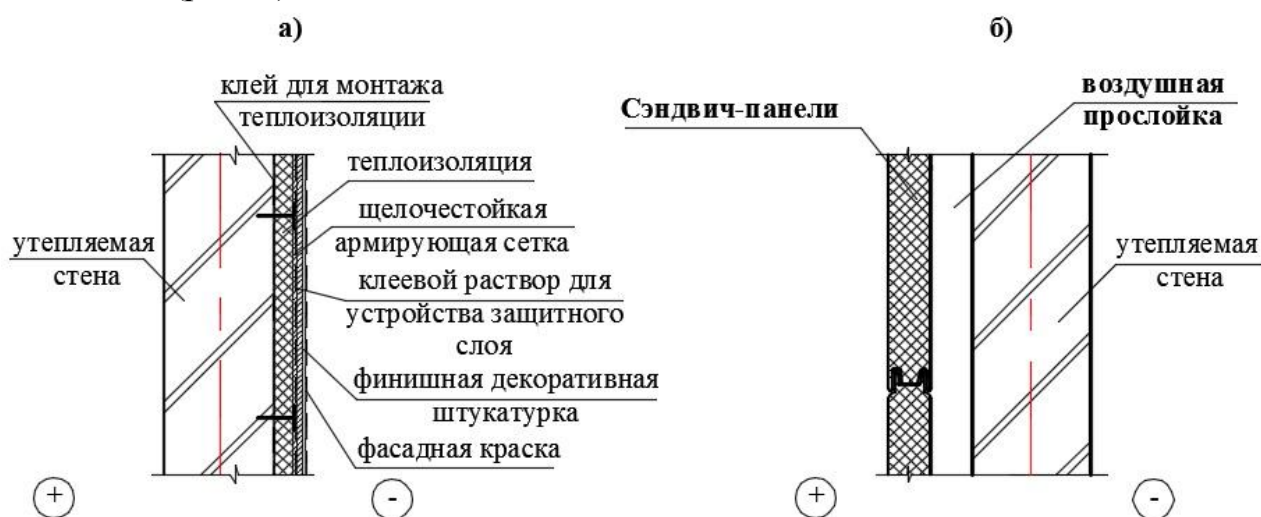 а)
б)
клей для монтажа
теплоизоляции
теплоизоляция
щелочестойкая
армирующая сетка
утепляемая
стена
клеевой раствор для
устройства защитного
слоя
финишная декоративная
штукатурка
фасадная краска
+
-
Сэндвич-панели
воздушная
прослойка
утепляемая
стена
+
-